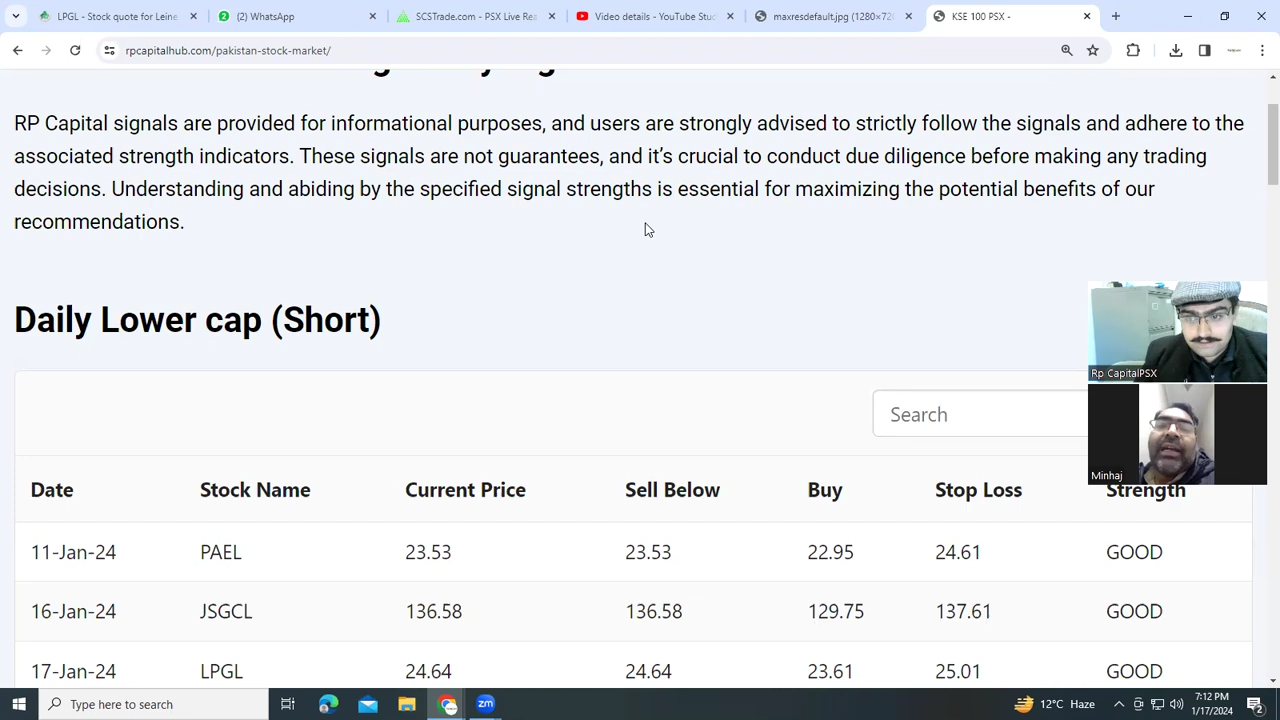 LPGL - Stock quote for Leine
(2) WhatsApp
SCSTrade.com - PSX Live Rea
Video details - YouTube Stud
maxresdefault.jpg (1280×72
KSE 100 PSX -
rpcapitalhub.com/pakistan-stock-market/
RP Capital signals are provided for informational purposes, and users are strongly advised to strictly follow the signals and adhere to the
associated strength indicators. These signals are not guarantees, and it’s crucial to conduct due diligence before making any trading
decisions. Understanding and abiding by the specified signal strengths is essential for maximizing the potential benefits of our
recommendations.
Daily Lower cap (Short)
Rp CapitalPSX
Search
Minhaj
Date Stock Name Current Price Sell Below Buy Stop Loss Strength
11-Jan-24 PAEL 23.53 23.53 22.95 24.61 GOOD
16-Jan-24 JSGCL 136.58 136.58 129.75 137.61 GOOD
17-Jan-24 LPGL 24.64 24.64 23.61 25.01 GOOD
Type here to search
zm
12°C Haze
7:12 PM
1/17/2024
2